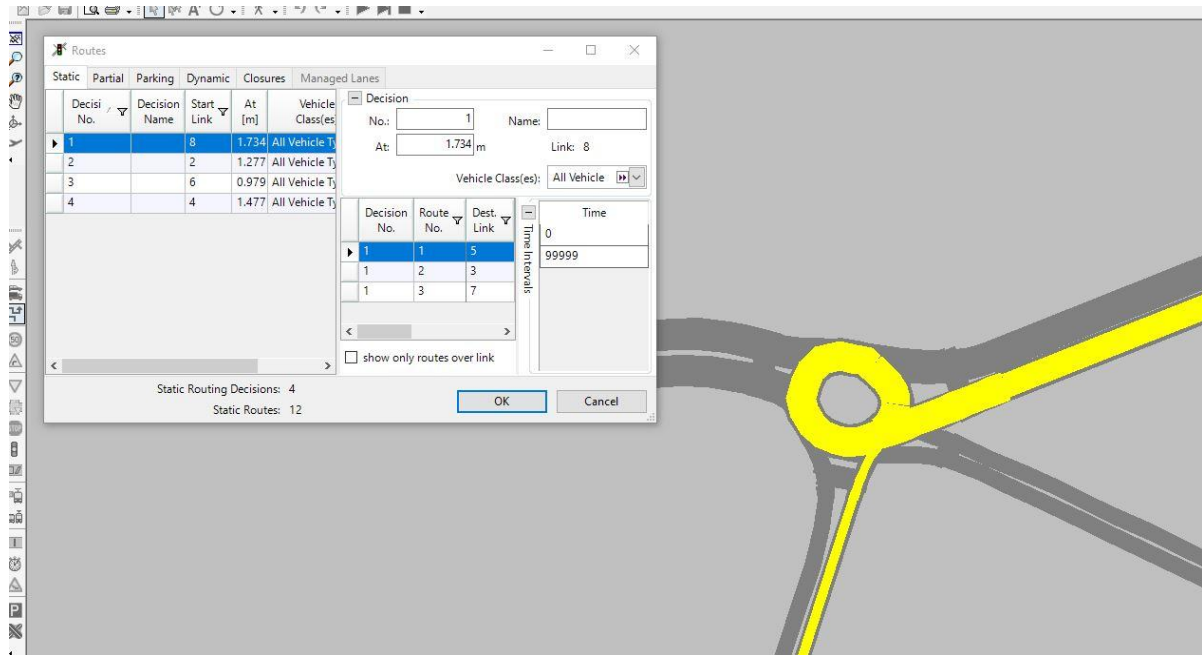 Routes
Static Partial Parking Dynamic Closures Managed Lanes
Decisi No. Decision Name Start Link At [m] Vehicle Class(es
1 8 1.734 All Vehicle Ty
2 2 1.277 All Vehicle Ty
3 6 0.979 All Vehicle Ty
4 4 1.477 All Vehicle Ty
Decision
No.: 1 Name:
At: 1.734 m Link: 8
Vehicle Class(es): All Vehicle
Decision No. Route No. Dest. Link
1 1 5
1 2 3
1 3 7
Time Intervals
Time
0
99999
show only routes over link
Static Routing Decisions: 4
Static Routes: 12
OK Cancel